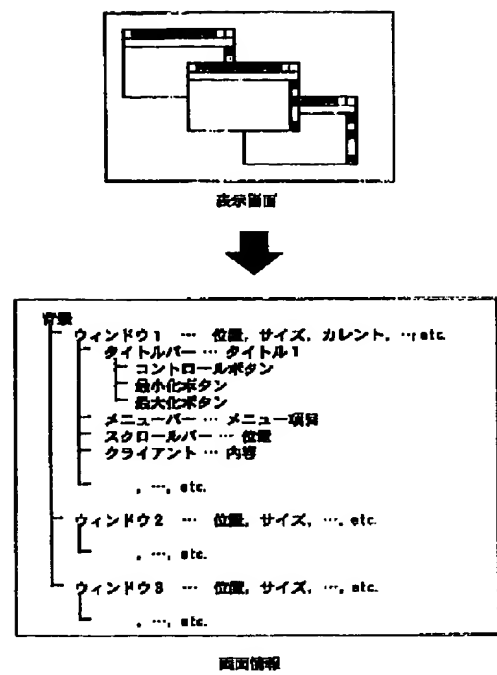 表示画面
背景
ウィンドウ1 … 位置, サイズ, カレント, …, etc.
タイトルバー … タイトル1
コントロールボタン
最小化ボタン
最大化ボタン
メニューバー … メニュー項目
スクロールバー … 位置
クライアント … 内容
, …, etc.
ウィンドウ2 … 位置, サイズ, …, etc.
, …, etc.
ウィンドウ3 … 位置, サイズ, …, etc.
, …, etc.
画面情報